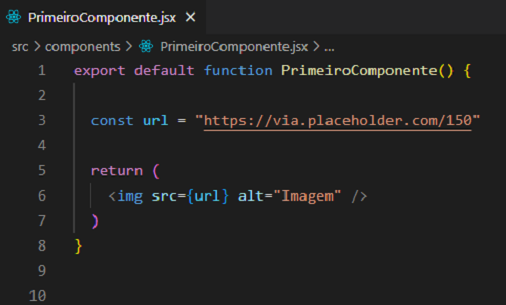 PrimeiroComponente.jsx ×
src > components > PrimeiroComponente.jsx > ...
1 export default function PrimeiroComponente() {
2
3 const url = "https://via.placeholder.com/150"
4
5 return (
6 <img src={url} alt="Imagem" />
7 )
8 }
9
10